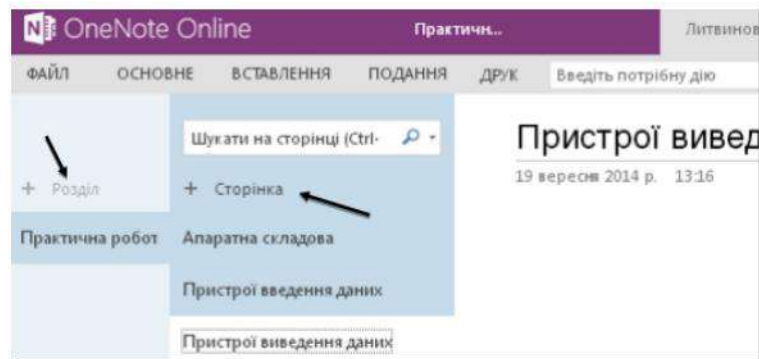 N OneNote Online Практичн... Литвинов
ФАЙЛ ОСНОВНЕ ВСТАВЛЕННЯ ПОДАННЯ ДРУК Введіть потрібну дію
Шукати на сторінці (Ctrl-
Пристрої вивед
19 вересня 2014 р. 13:16
+ Розділ + Сторінка
Практична робот Апаратна складова
Пристрої введення даних
Пристрої виведення даних